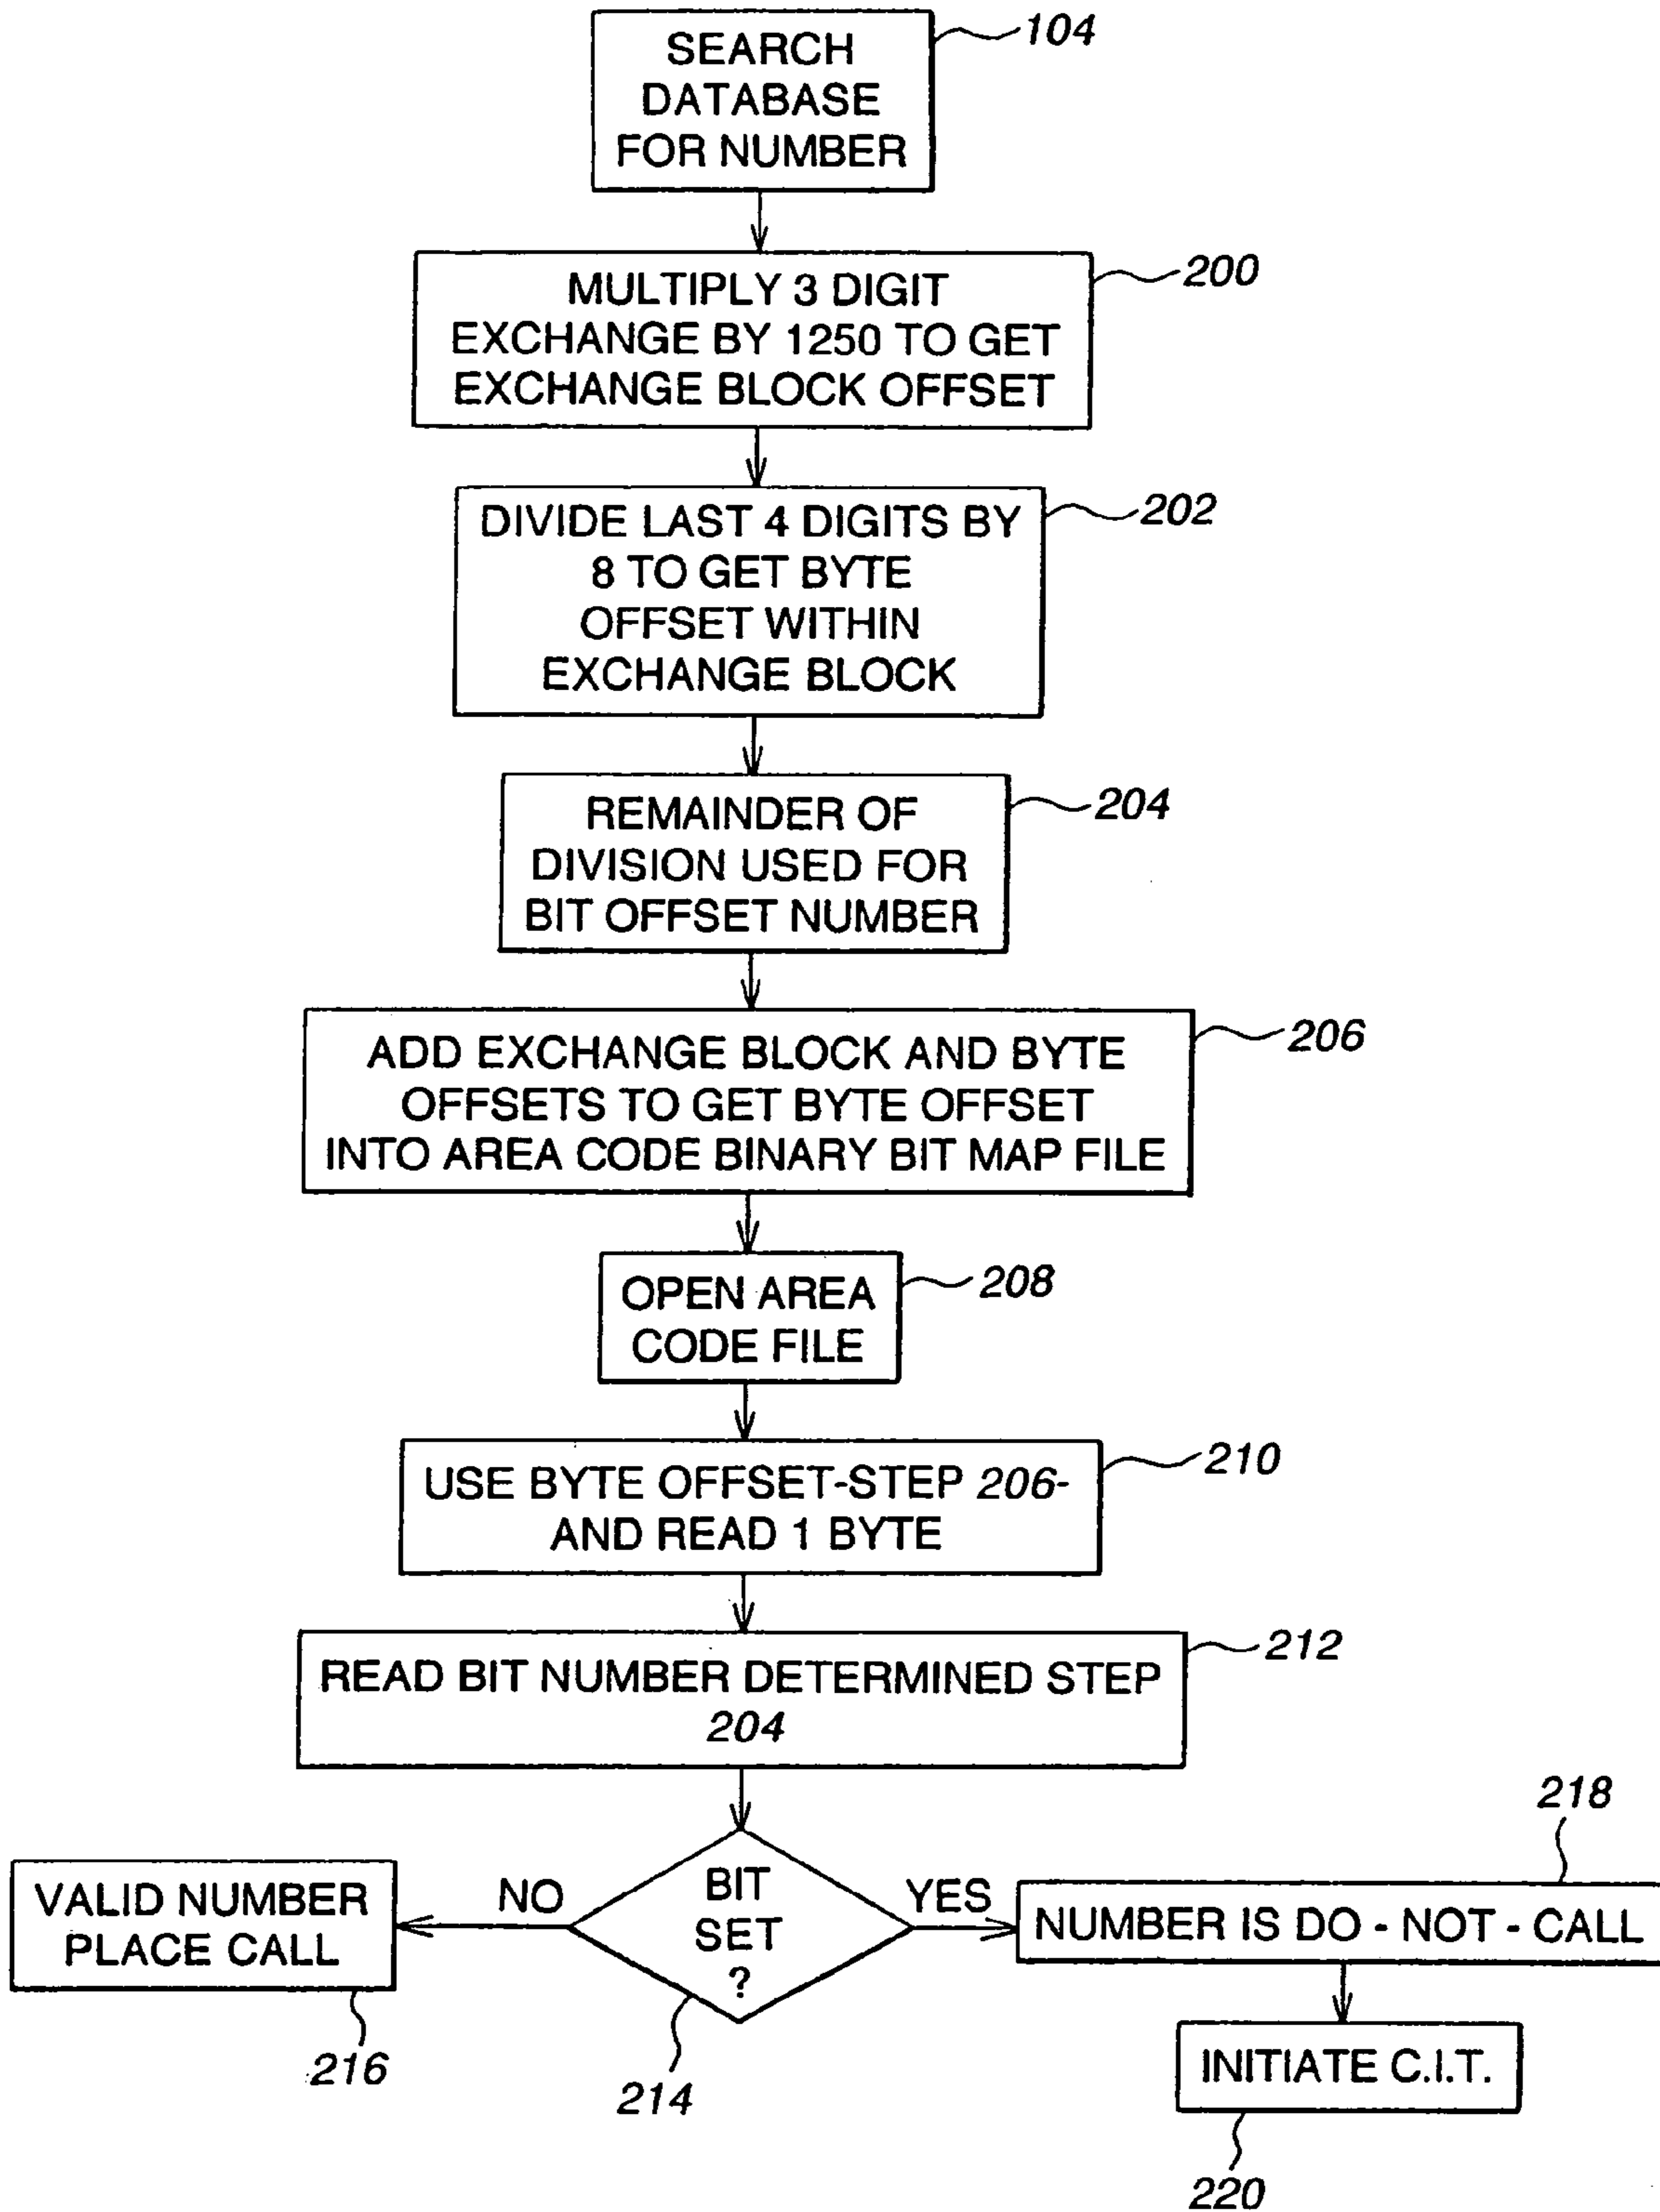 SEARCH
DATABASE
FOR NUMBER
104
MULTIPLY 3 DIGIT
EXCHANGE BY 1250 TO GET
EXCHANGE BLOCK OFFSET
200
DIVIDE LAST 4 DIGITS BY
8 TO GET BYTE
OFFSET WITHIN
EXCHANGE BLOCK
202
REMAINDER OF
DIVISION USED FOR
BIT OFFSET NUMBER
204
ADD EXCHANGE BLOCK AND BYTE
OFFSETS TO GET BYTE OFFSET
INTO AREA CODE BINARY BIT MAP FILE
206
OPEN AREA
CODE FILE
208
USE BYTE OFFSET-STEP 206-
AND READ 1 BYTE
210
READ BIT NUMBER DETERMINED STEP
204
212
BIT
SET
?
214
NO
VALID NUMBER
PLACE CALL
216
YES
NUMBER IS DO - NOT - CALL
218
INITIATE C.I.T.
220